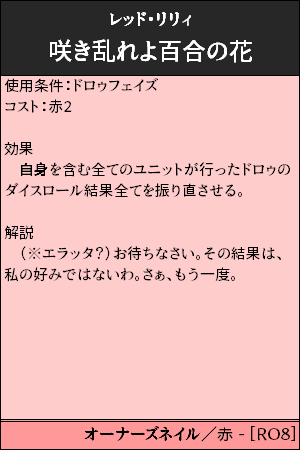 レッド・リリィ
咲き乱れよ百合の花
使用条件：ドロゥフェイズ
コスト：赤2
効果
　自身を含む全てのユニットが行ったドロゥの
ダイスロール結果全てを振り直させる。
解説
　（※エラッタ？）お待ちなさい。その結果は、
私の好みではないわ。さぁ、もう一度。
オーナーズネイル／赤 - [RO8]